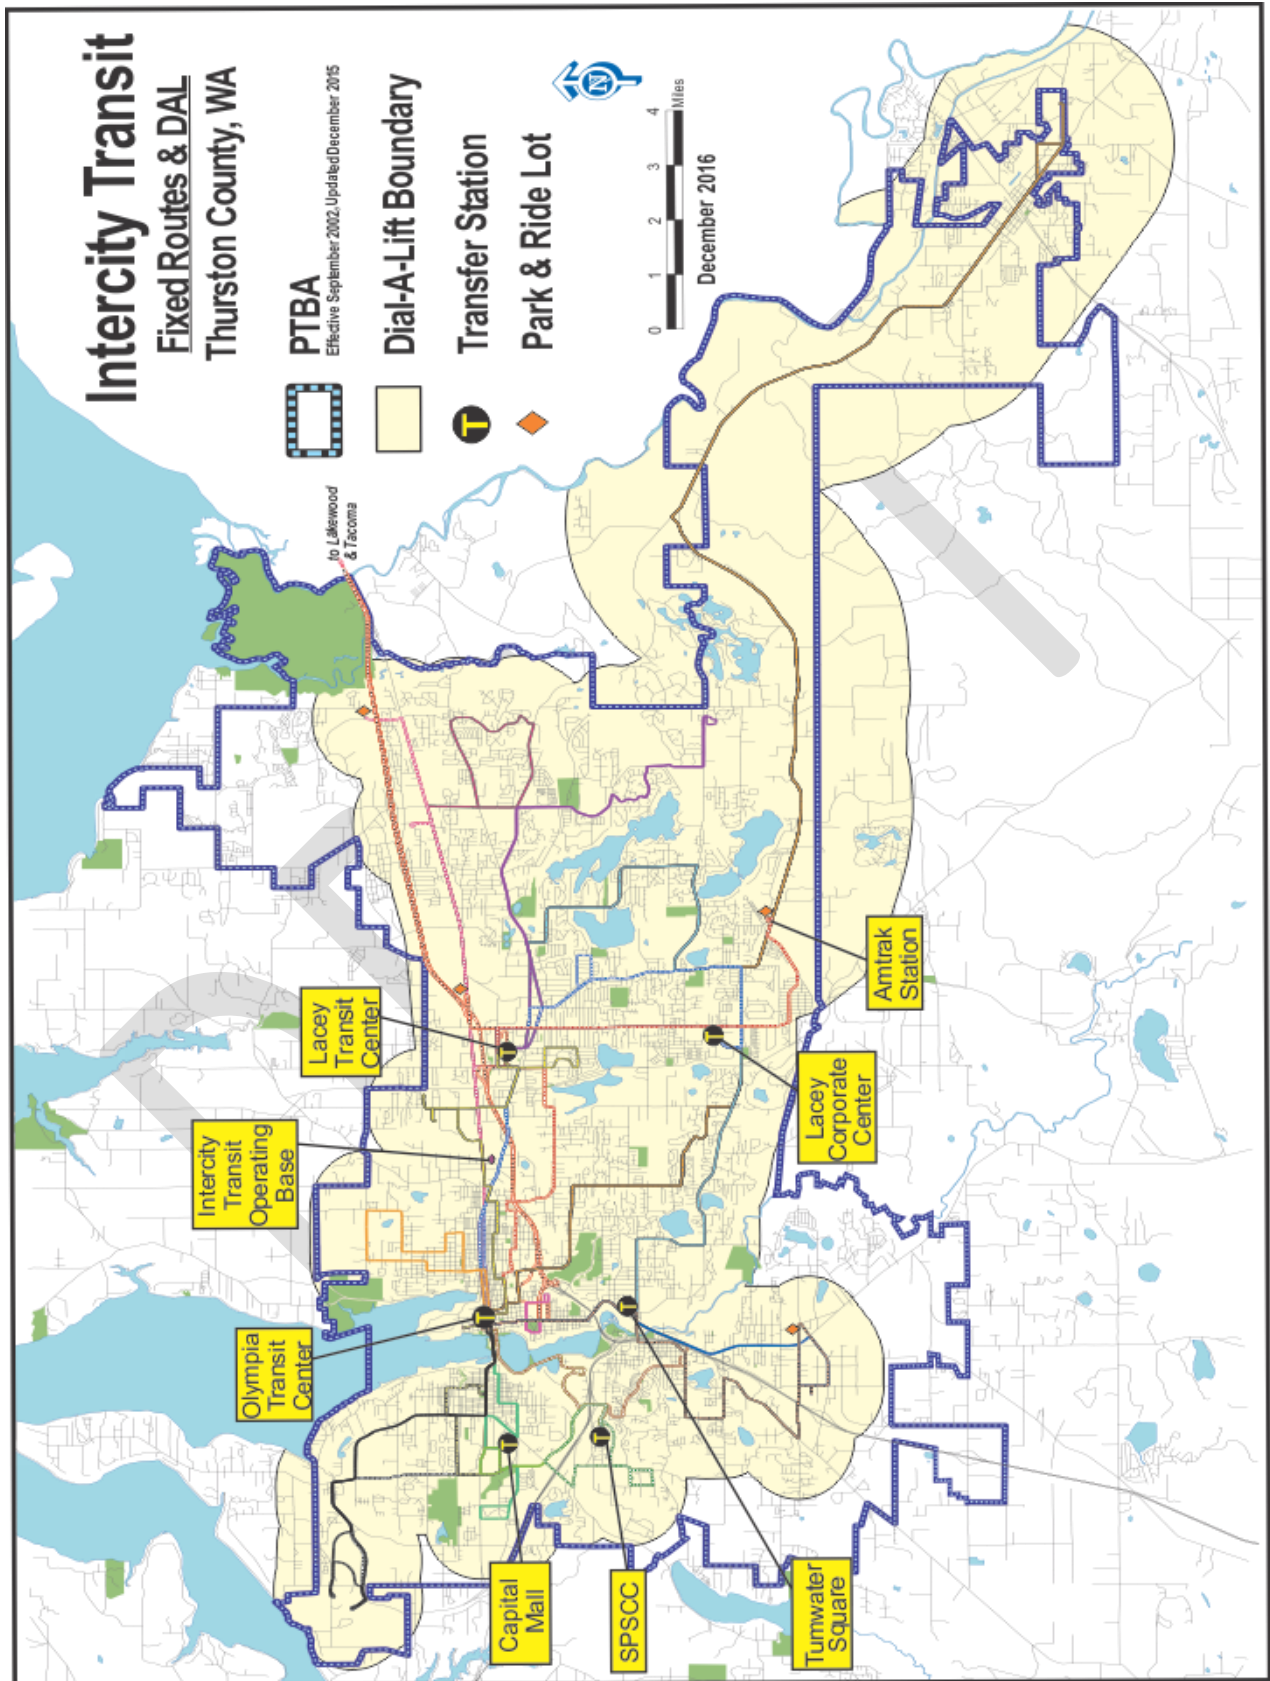 Intercity Transit
Fixed Routes & DAL
Thurston County, WA
PTBA
Effective September 2002, Updated December 2015
Dial-A-Lift Boundary
Transfer Station
T
Park & Ride Lot
N
0 1 2 3 4
Miles
December 2016
to Lakewood
& Tacoma
Lacey
Transit
Center
Intercity
Transit
Operating
Base
Olympia
Transit
Center
Amtrak
Station
Lacey
Corporate
Center
Capital
Mall
SPSCC
Tumwater
Square
T
T
T
T
T
T